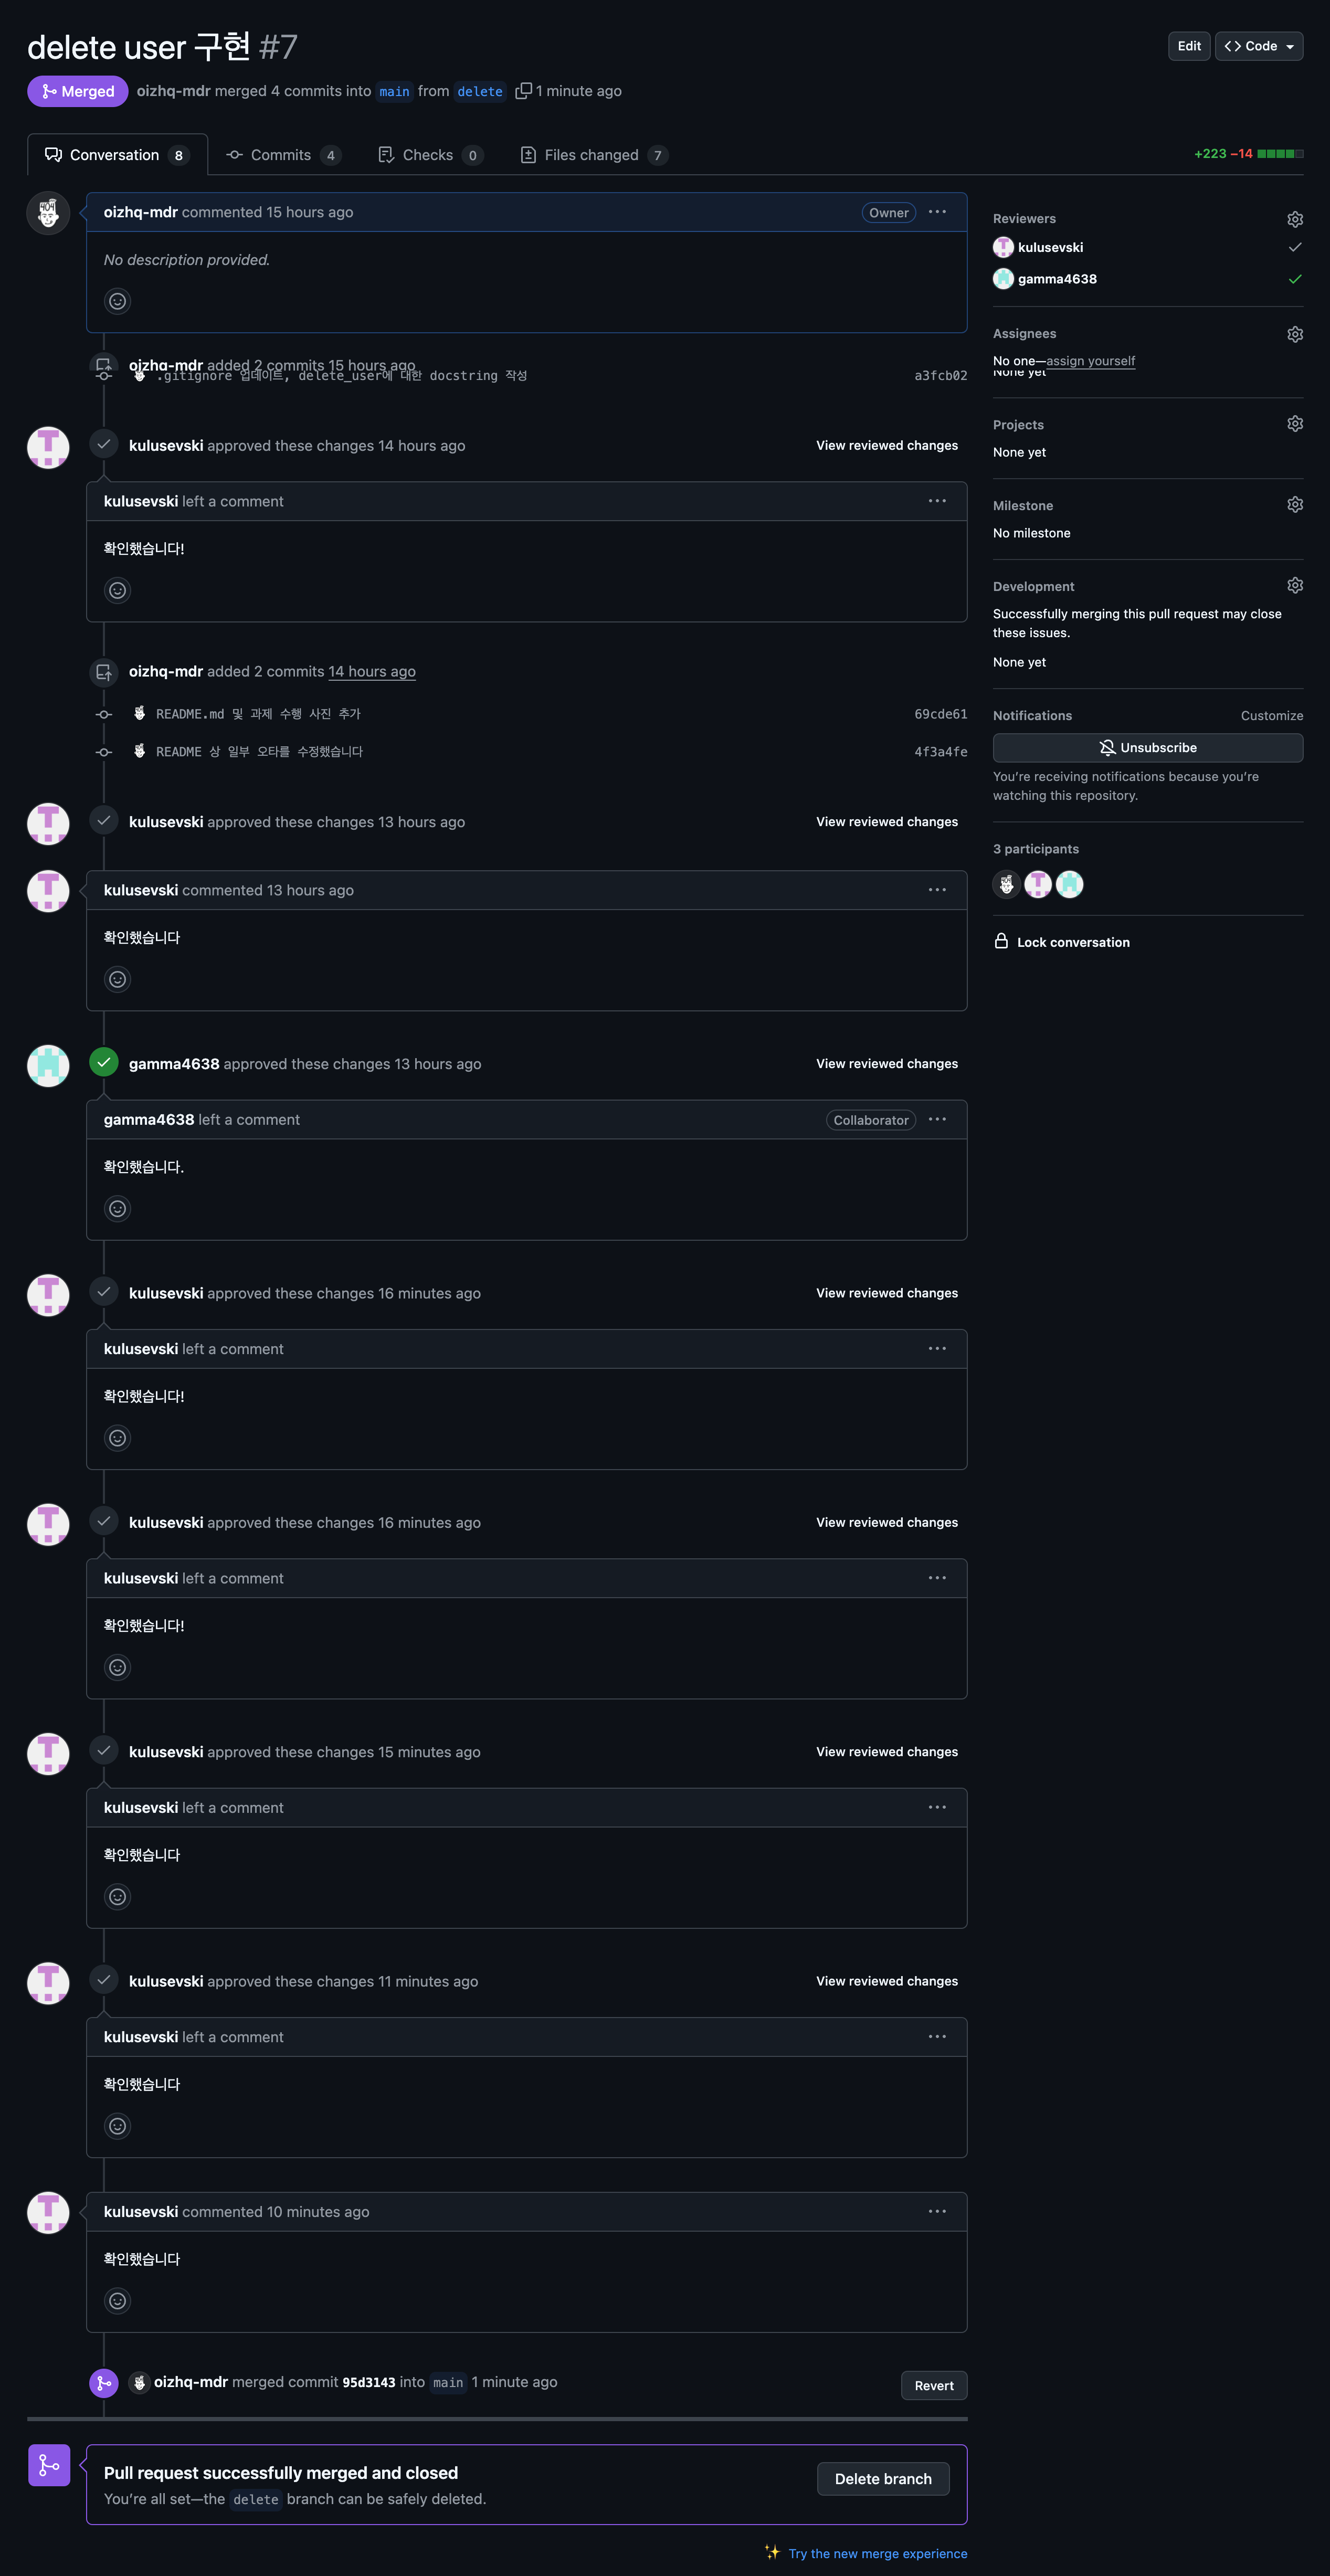 delete user 구현 #7
Edit
Code
Merged
oizhq-mdr merged 4 commits into main from delete 1 minute ago
Conversation 8
Commits 4
Checks 0
Files changed 7
+223 −14
oizhq-mdr commented 15 hours ago
Owner
No description provided.
oizhq-mdr added 2 commits 15 hours ago
.gitignore 업데이트, delete_user에 대한 docstring 작성
a3fcb02
kulusevski approved these changes 14 hours ago
View reviewed changes
kulusevski left a comment
확인했습니다!
oizhq-mdr added 2 commits 14 hours ago
README.md 및 과제 수행 사진 추가
69cde61
README 상 일부 오타를 수정했습니다
4f3a4fe
kulusevski approved these changes 13 hours ago
View reviewed changes
kulusevski commented 13 hours ago
확인했습니다
gamma4638 approved these changes 13 hours ago
View reviewed changes
gamma4638 left a comment
Collaborator
확인했습니다.
kulusevski approved these changes 16 minutes ago
View reviewed changes
kulusevski left a comment
확인했습니다!
kulusevski approved these changes 16 minutes ago
View reviewed changes
kulusevski left a comment
확인했습니다!
kulusevski approved these changes 15 minutes ago
View reviewed changes
kulusevski left a comment
확인했습니다
kulusevski approved these changes 11 minutes ago
View reviewed changes
kulusevski left a comment
확인했습니다
kulusevski commented 10 minutes ago
확인했습니다
oizhq-mdr merged commit 95d3143 into main 1 minute ago
Revert
Pull request successfully merged and closed
You're all set—the delete branch can be safely deleted.
Delete branch
Try the new merge experience
Reviewers
kulusevski
gamma4638
Assignees
No one—assign yourself
None yet
Projects
None yet
Milestone
No milestone
Development
Successfully merging this pull request may close
these issues.
None yet
Notifications
Customize
Unsubscribe
You're receiving notifications because you're
watching this repository.
3 participants
Lock conversation